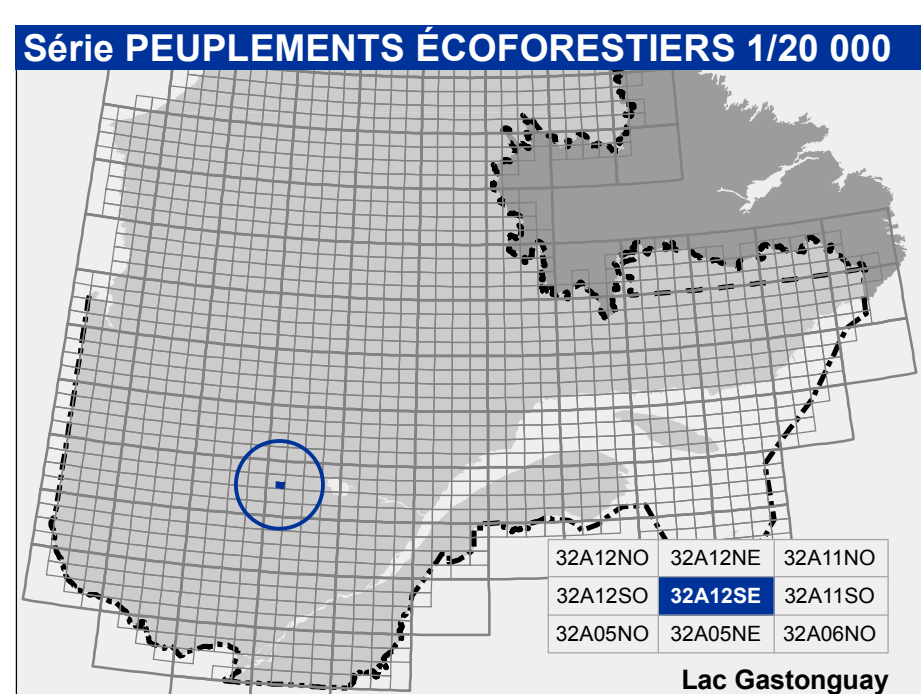 Série PEUPLEMENTS ÉCOFORESTIERS 1/20 000
32A12NO 32A12NE 32A11NO
32A12SO 32A12SE 32A11SO
32A05NO 32A05NE 32A06NO
Lac Gastonguay